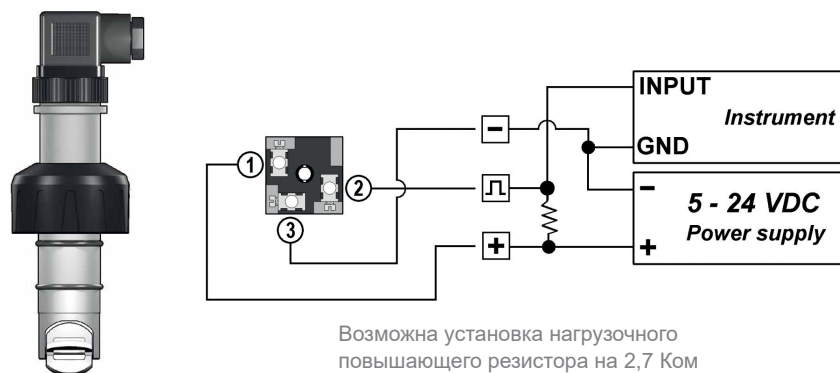 INPUT
Instrument
GND
1
2
3
-
+
-
+
5 - 24 VDC
Power supply
Возможна установка нагрузочного
повышающего резистора на 2,7 Ком